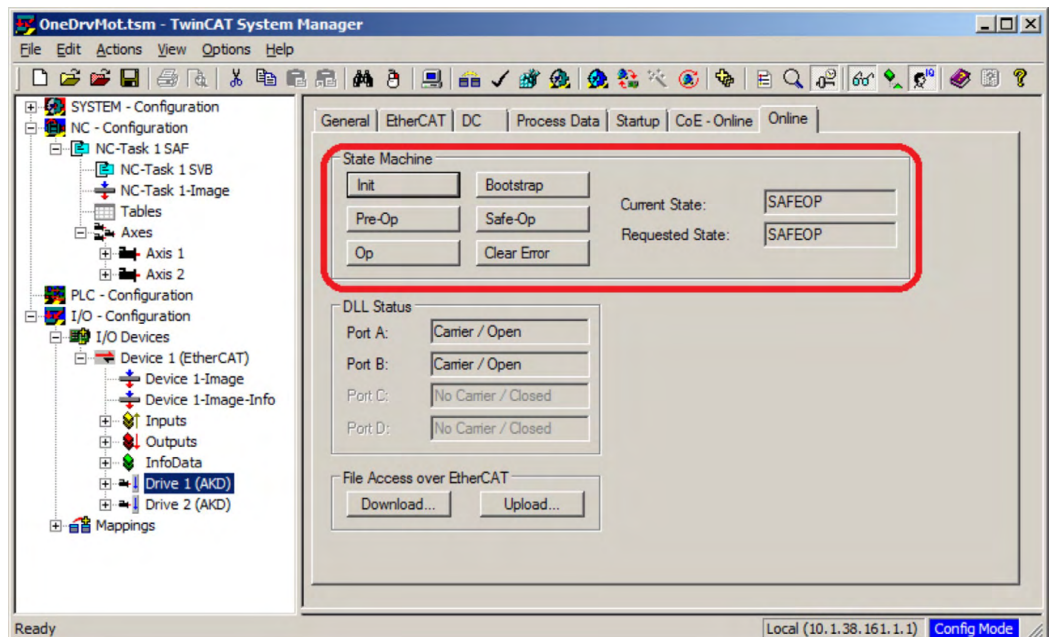 OneDrvMot.tsm - TwinCAT System Manager
File Edit Actions View Options Help
SYSTEM - Configuration
NC - Configuration
NC-Task 1 SAF
NC-Task 1 SVB
NC-Task 1-Image
Tables
Axes
Axis 1
Axis 2
PLC - Configuration
I/O - Configuration
I/O Devices
Device 1 (EtherCAT)
Device 1-Image
Device 1-Image-Info
Inputs
Outputs
InfoData
Drive 1 (AKD)
Drive 2 (AKD)
Mappings
General EtherCAT DC Process Data Startup CoE - Online Online
State Machine
Init Bootstrap
Pre-Op Safe-Op
Op Clear Error
Current State: SAFEOP
Requested State: SAFEOP
DLL Status
Port A: Carrier / Open
Port B: Carrier / Open
Port C: No Carrier / Closed
Port D: No Carrier / Closed
File Access over EtherCAT
Download... Upload...
Ready Local (10.1.38.161.1.1) Config Mode